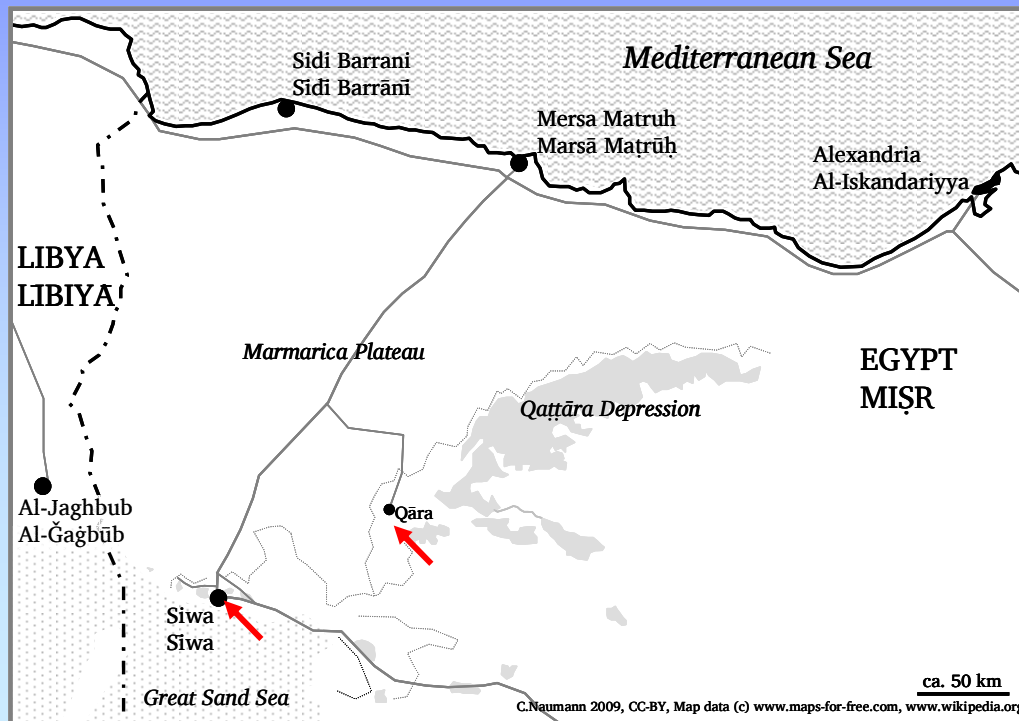 Sidi Barrani
Sīdī Barrānī
Mediterranean Sea
Mersa Matruh
Marsā Maṭrūḥ
Alexandria
Al-Iskandariyya
LIBYA
LĪBIYĀ
Marmarica Plateau
EGYPT
MIṢR
Qaṭṭāra Depression
Al-Jaghbub
Al-Ǧaġbūb
Qāra
Siwa
Sīwa
Great Sand Sea
ca. 50 km
C.Naumann 2009, CC-BY, Map data (c) www.maps-for-free.com, www.wikipedia.org